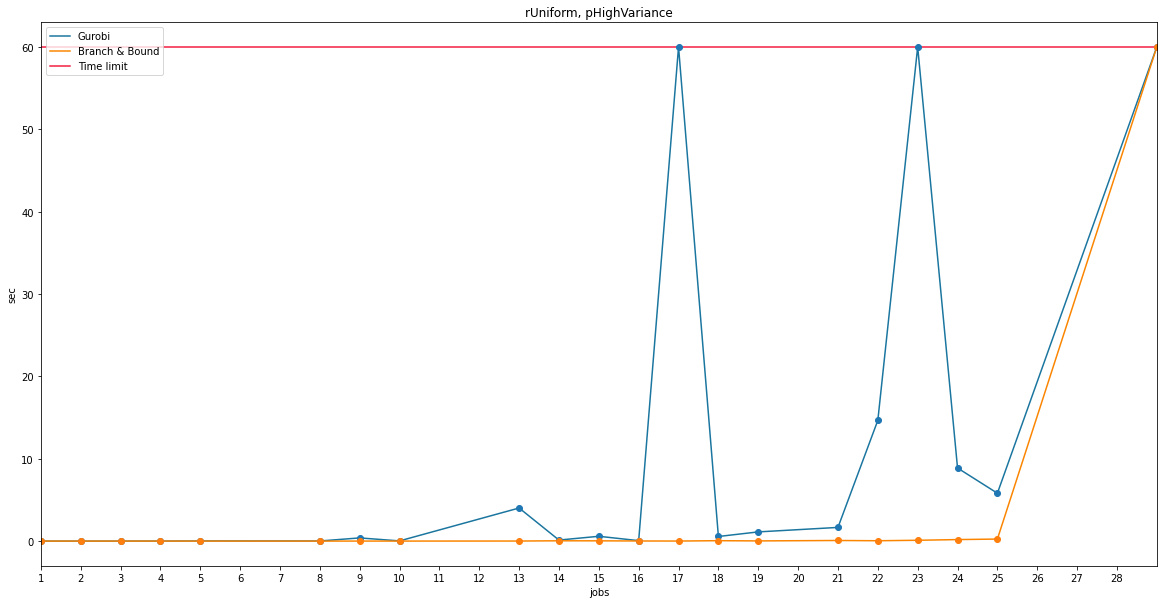 rUniform, pHighVariance
Gurobi
Branch & Bound
Time limit
60
50
40
30
20
10
0
sec
1 2 3 4 5 6 7 8 9 10 11 12 13 14 15 16 17 18 19 20 21 22 23 24 25 26 27 28
jobs